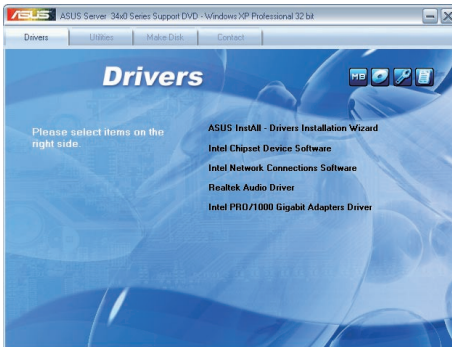 ASUS ASUS Server 34x0 Series Support DVD - Windows XP Professional 32 bit
Drivers Utilities Make Disk Contact
Drivers
MB
Please select items on the
right side.
ASUS InstAll - Drivers Installation Wizard
Intel Chipset Device Software
Intel Network Connections Software
Realtek Audio Driver
Intel PRO/1000 Gigabit Adapters Driver